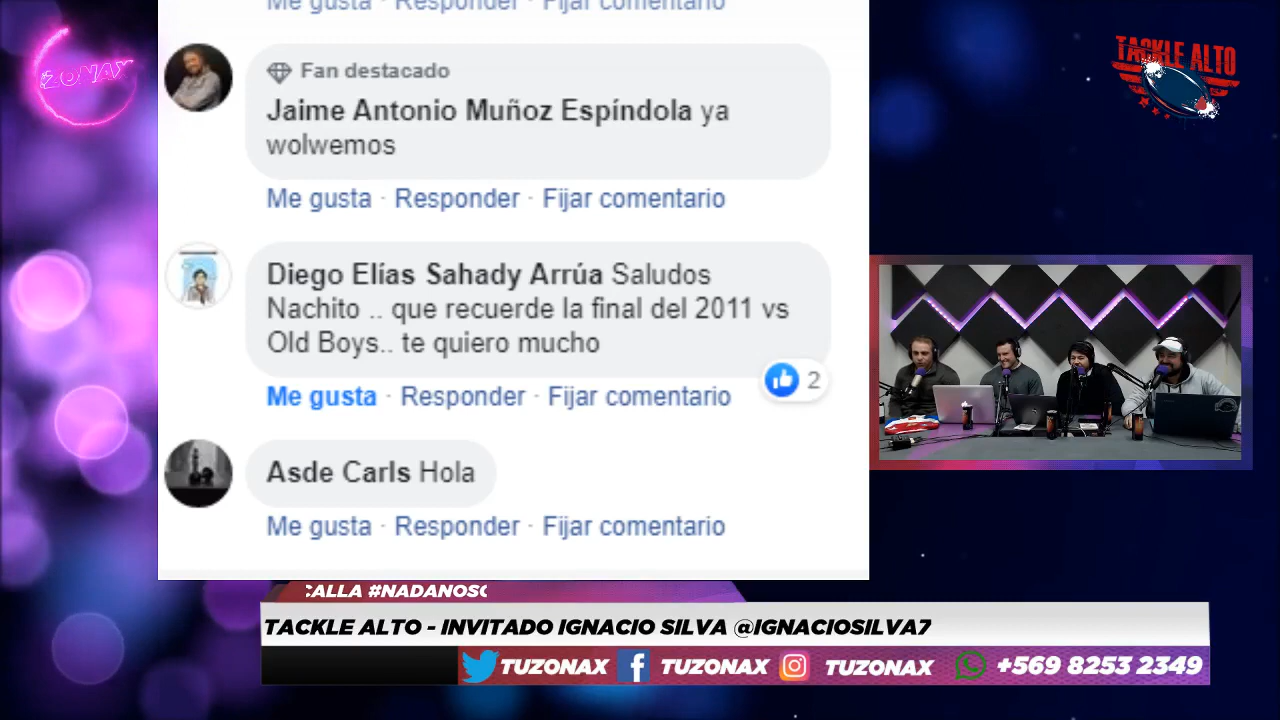 Me gusta · Responder · Fijar comentario
ZONAX
TACKLE ALTO
Fan destacado
Jaime Antonio Muñoz Espíndola ya
wolwemos
Me gusta · Responder · Fijar comentario
Diego Elías Sahady Arrúa Saludos
Nachito .. que recuerde la final del 2011 vs
Old Boys.. te quiero mucho
2
Me gusta · Responder · Fijar comentario
Asde Carls Hola
Me gusta · Responder · Fijar comentario
CALLA #NADANOSC
TACKLE ALTO - INVITADO IGNACIO SILVA @IGNACIOSILVA7
TUZONAX TUZONAX TUZONAX +569 8253 2349